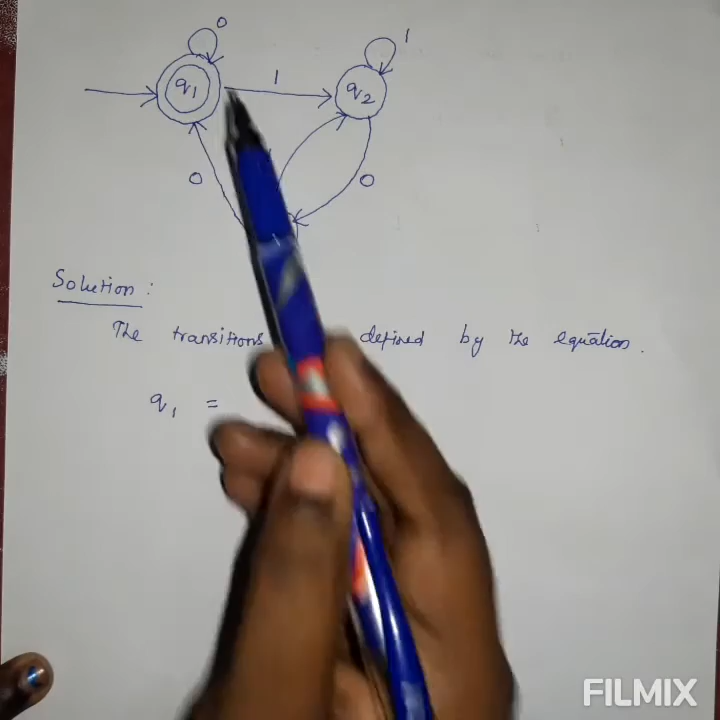 0
1
q1
1
q2
0
0
Solution :
The transitions defined by the equation.
q1 =
FILMIX